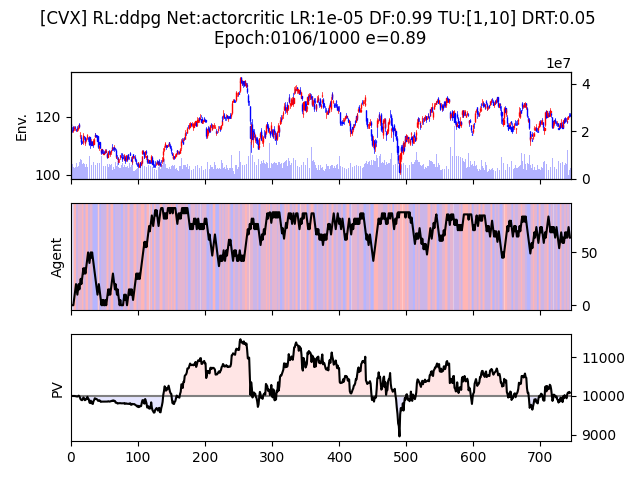 [CVX] RL:ddpg Net:actorcritic LR:1e-05 DF:0.99 TU:[1,10] DRT:0.05
Epoch:0106/1000 e=0.89
1e7
Env.
120
100
4
2
0
Agent
50
0
PV
11000
10000
9000
0 100 200 300 400 500 600 700